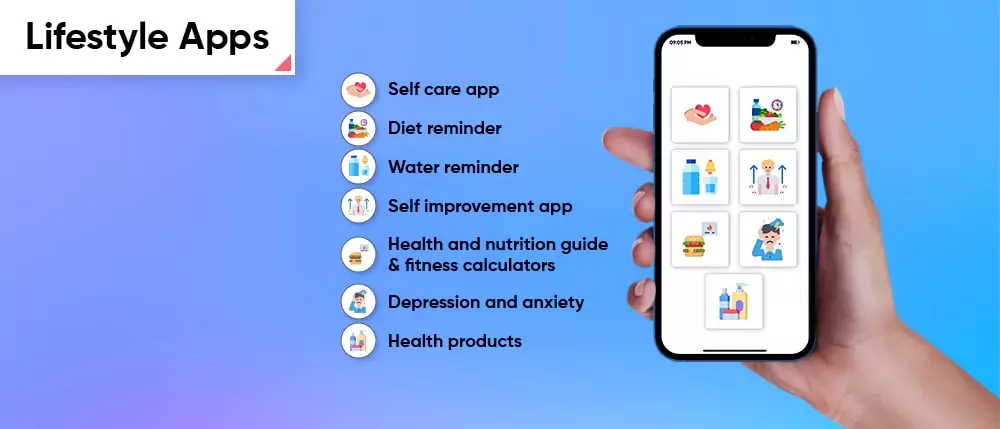 Lifestyle Apps
Self care app
Diet reminder
Water reminder
Self improvement app
Health and nutrition guide
& fitness calculators
Depression and anxiety
Health products
09:05 PM